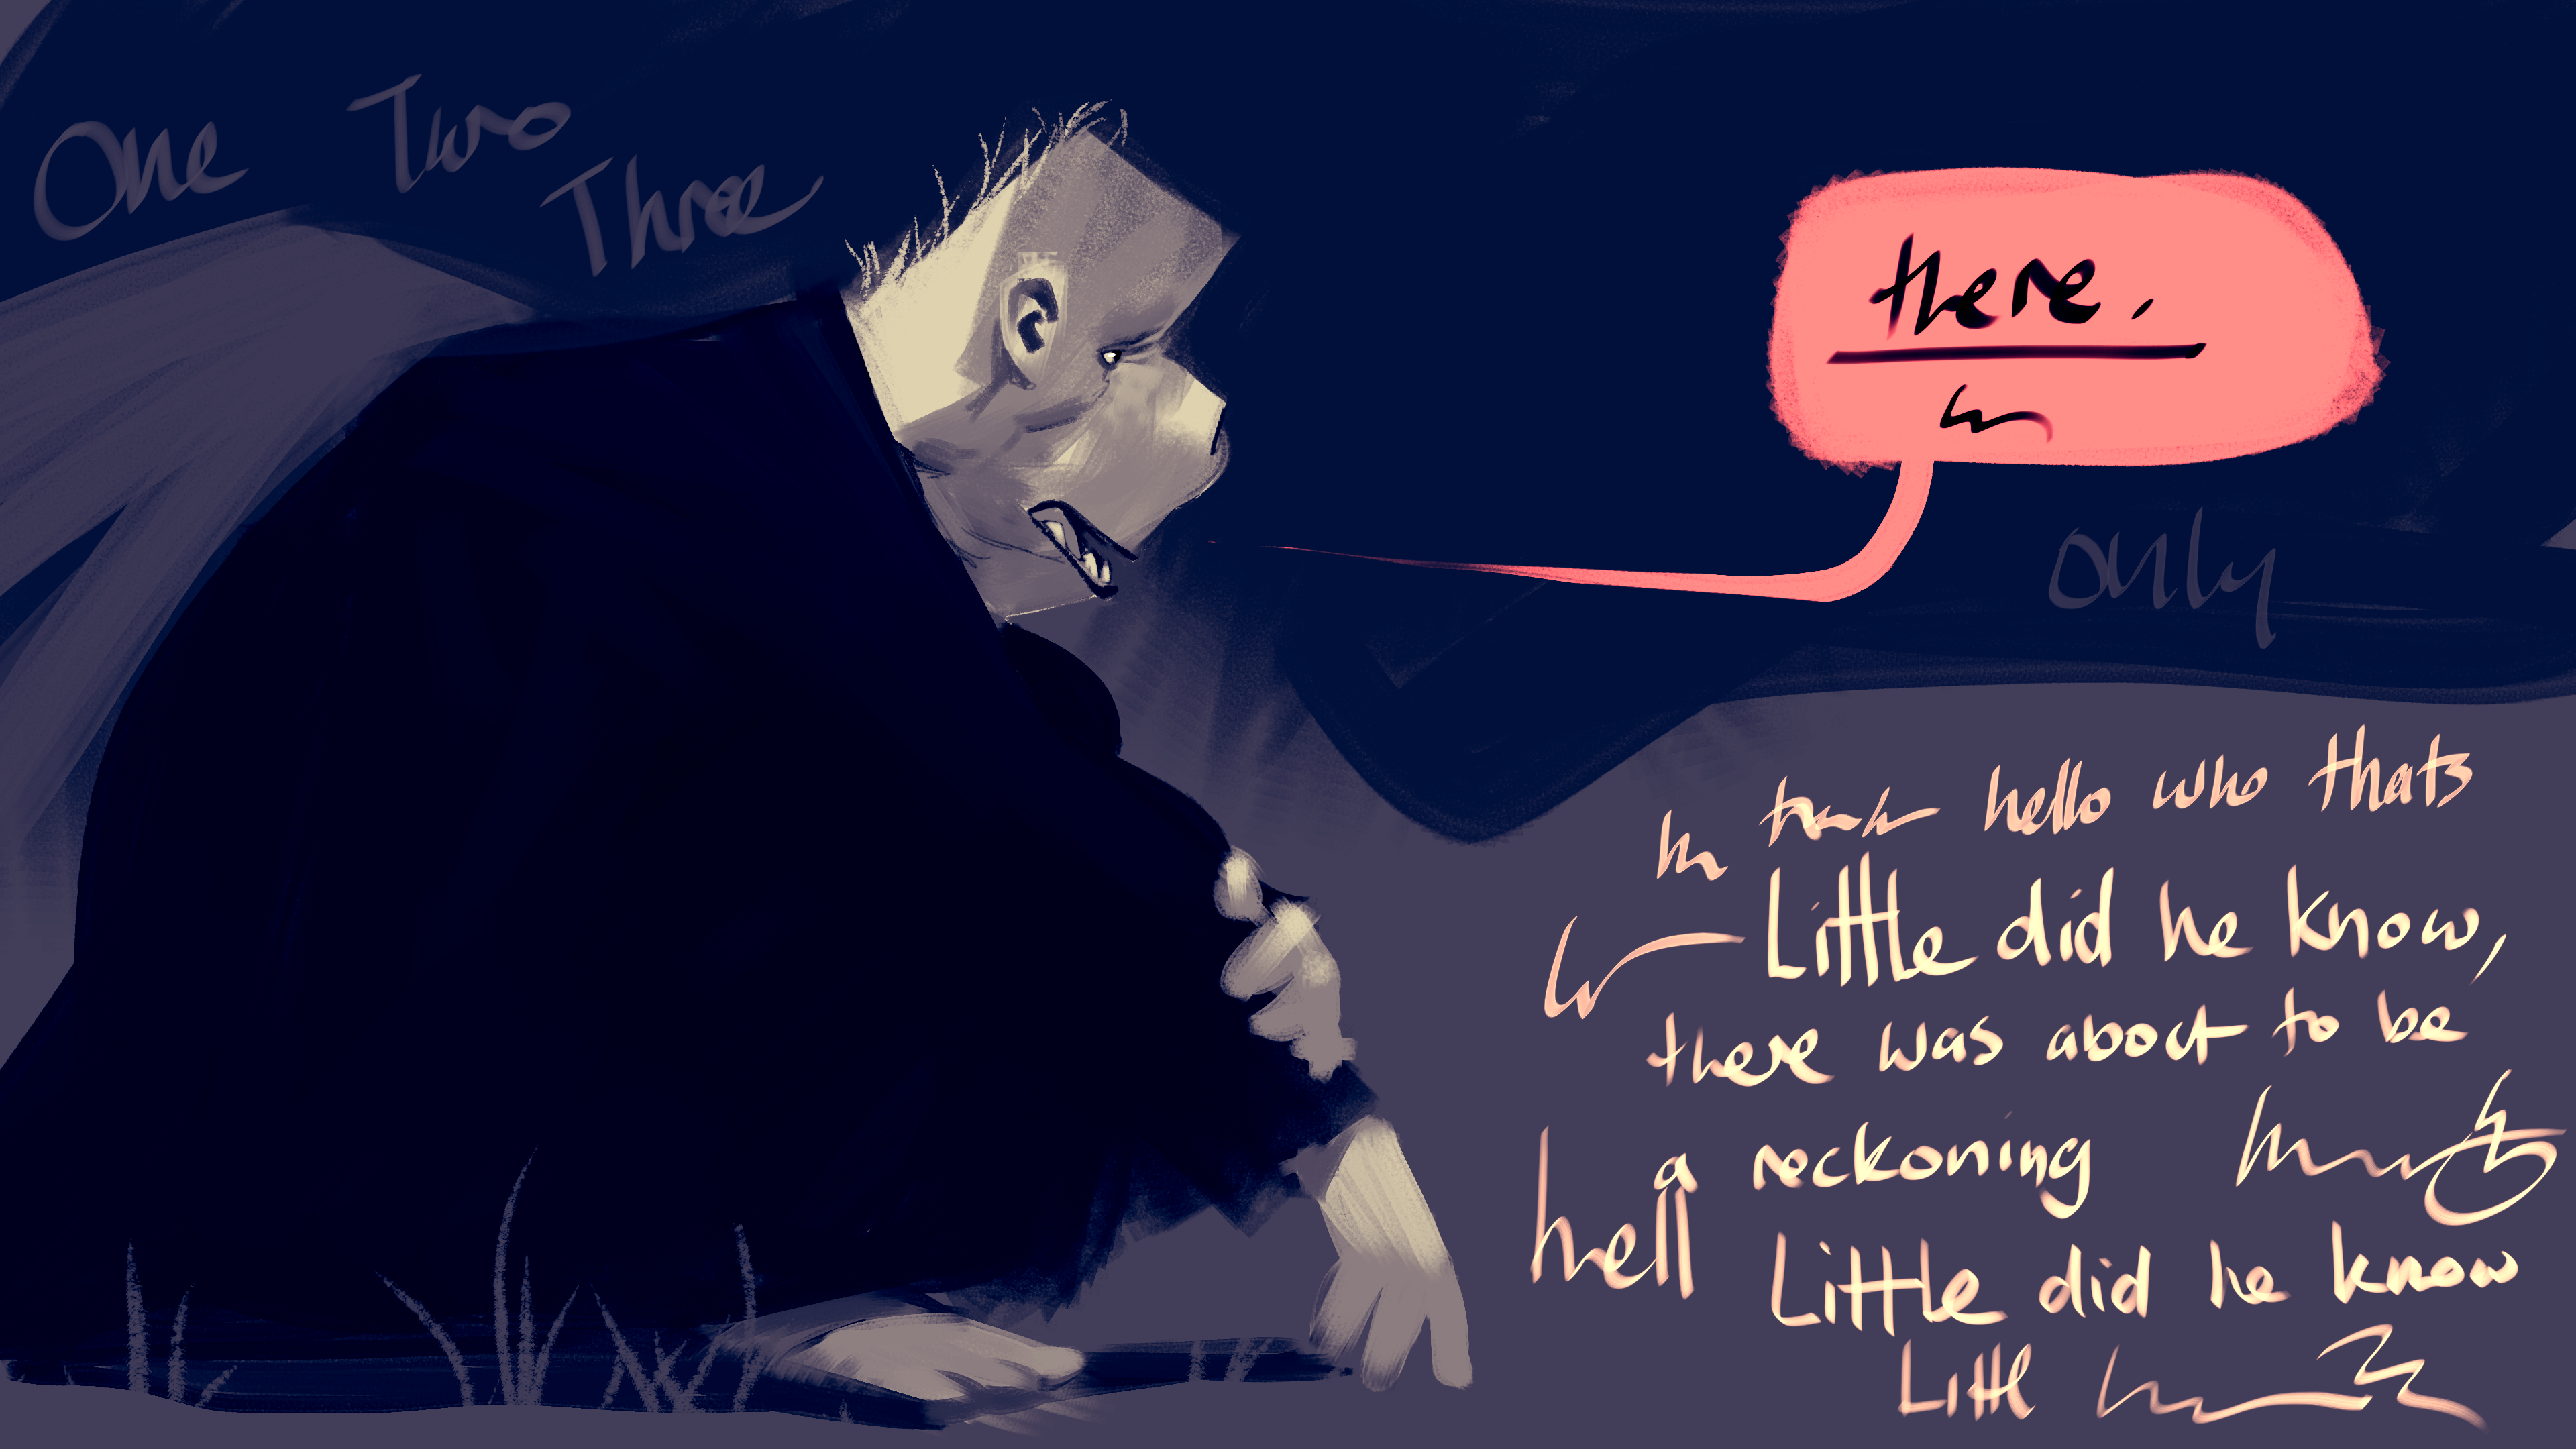 One Two
Three
there.
only
hello who thats
Little did he know,
there was about to be
a reckoning
hell
Little did he know
Littl